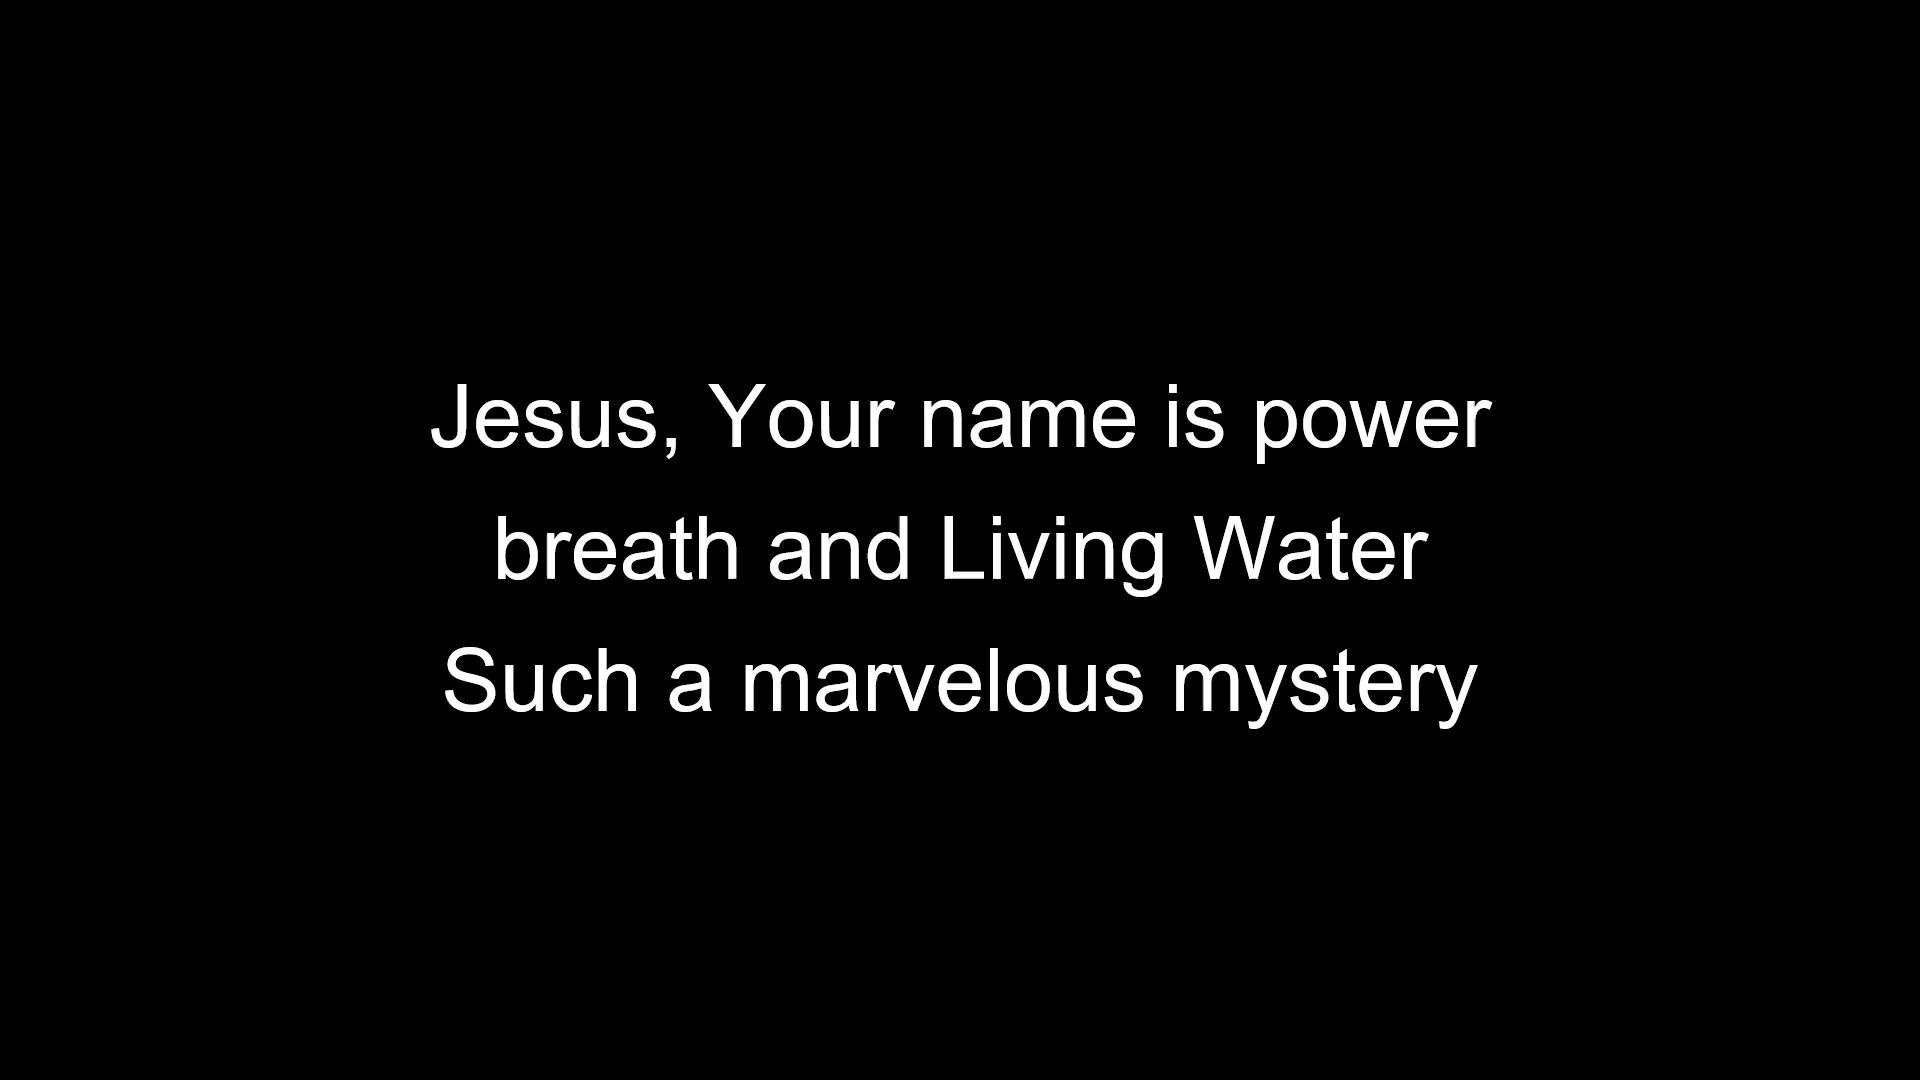 Jesus, Your name is power
breath and Living Water
Such a marvelous mystery